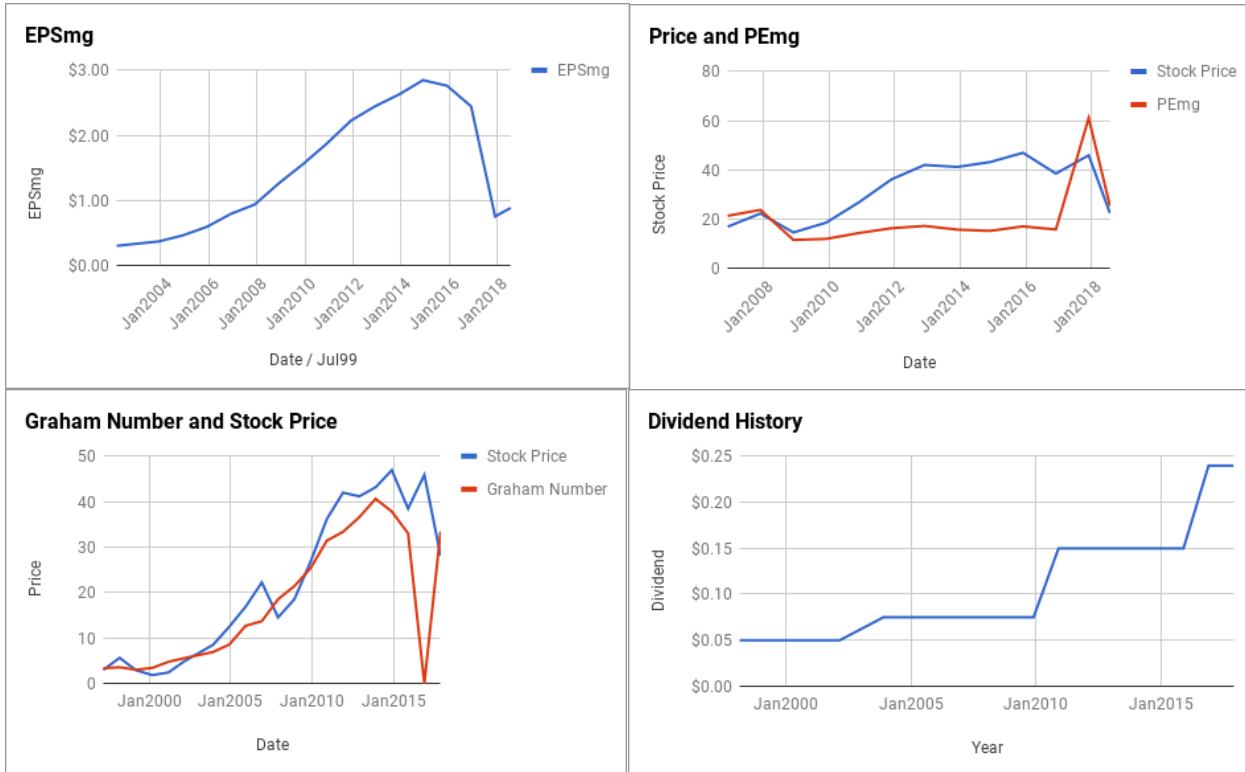 EPSmg
EPSmg
$3.00
$2.00
$1.00
$0.00
EPSmg
Jan2004
Jan2006
Jan2008
Jan2010
Jan2012
Jan2014
Jan2016
Jan2018
Date / Jul99
Price and PEmg
Stock Price
PEmg
80
60
40
20
0
Stock Price
Jan2008
Jan2010
Jan2012
Jan2014
Jan2016
Jan2018
Date
Graham Number and Stock Price
Stock Price
Graham Number
50
40
30
20
10
0
Price
Jan2000
Jan2005
Jan2010
Jan2015
Date
Dividend History
$0.25
$0.20
$0.15
$0.10
$0.05
$0.00
Dividend
Jan2000
Jan2005
Jan2010
Jan2015
Year